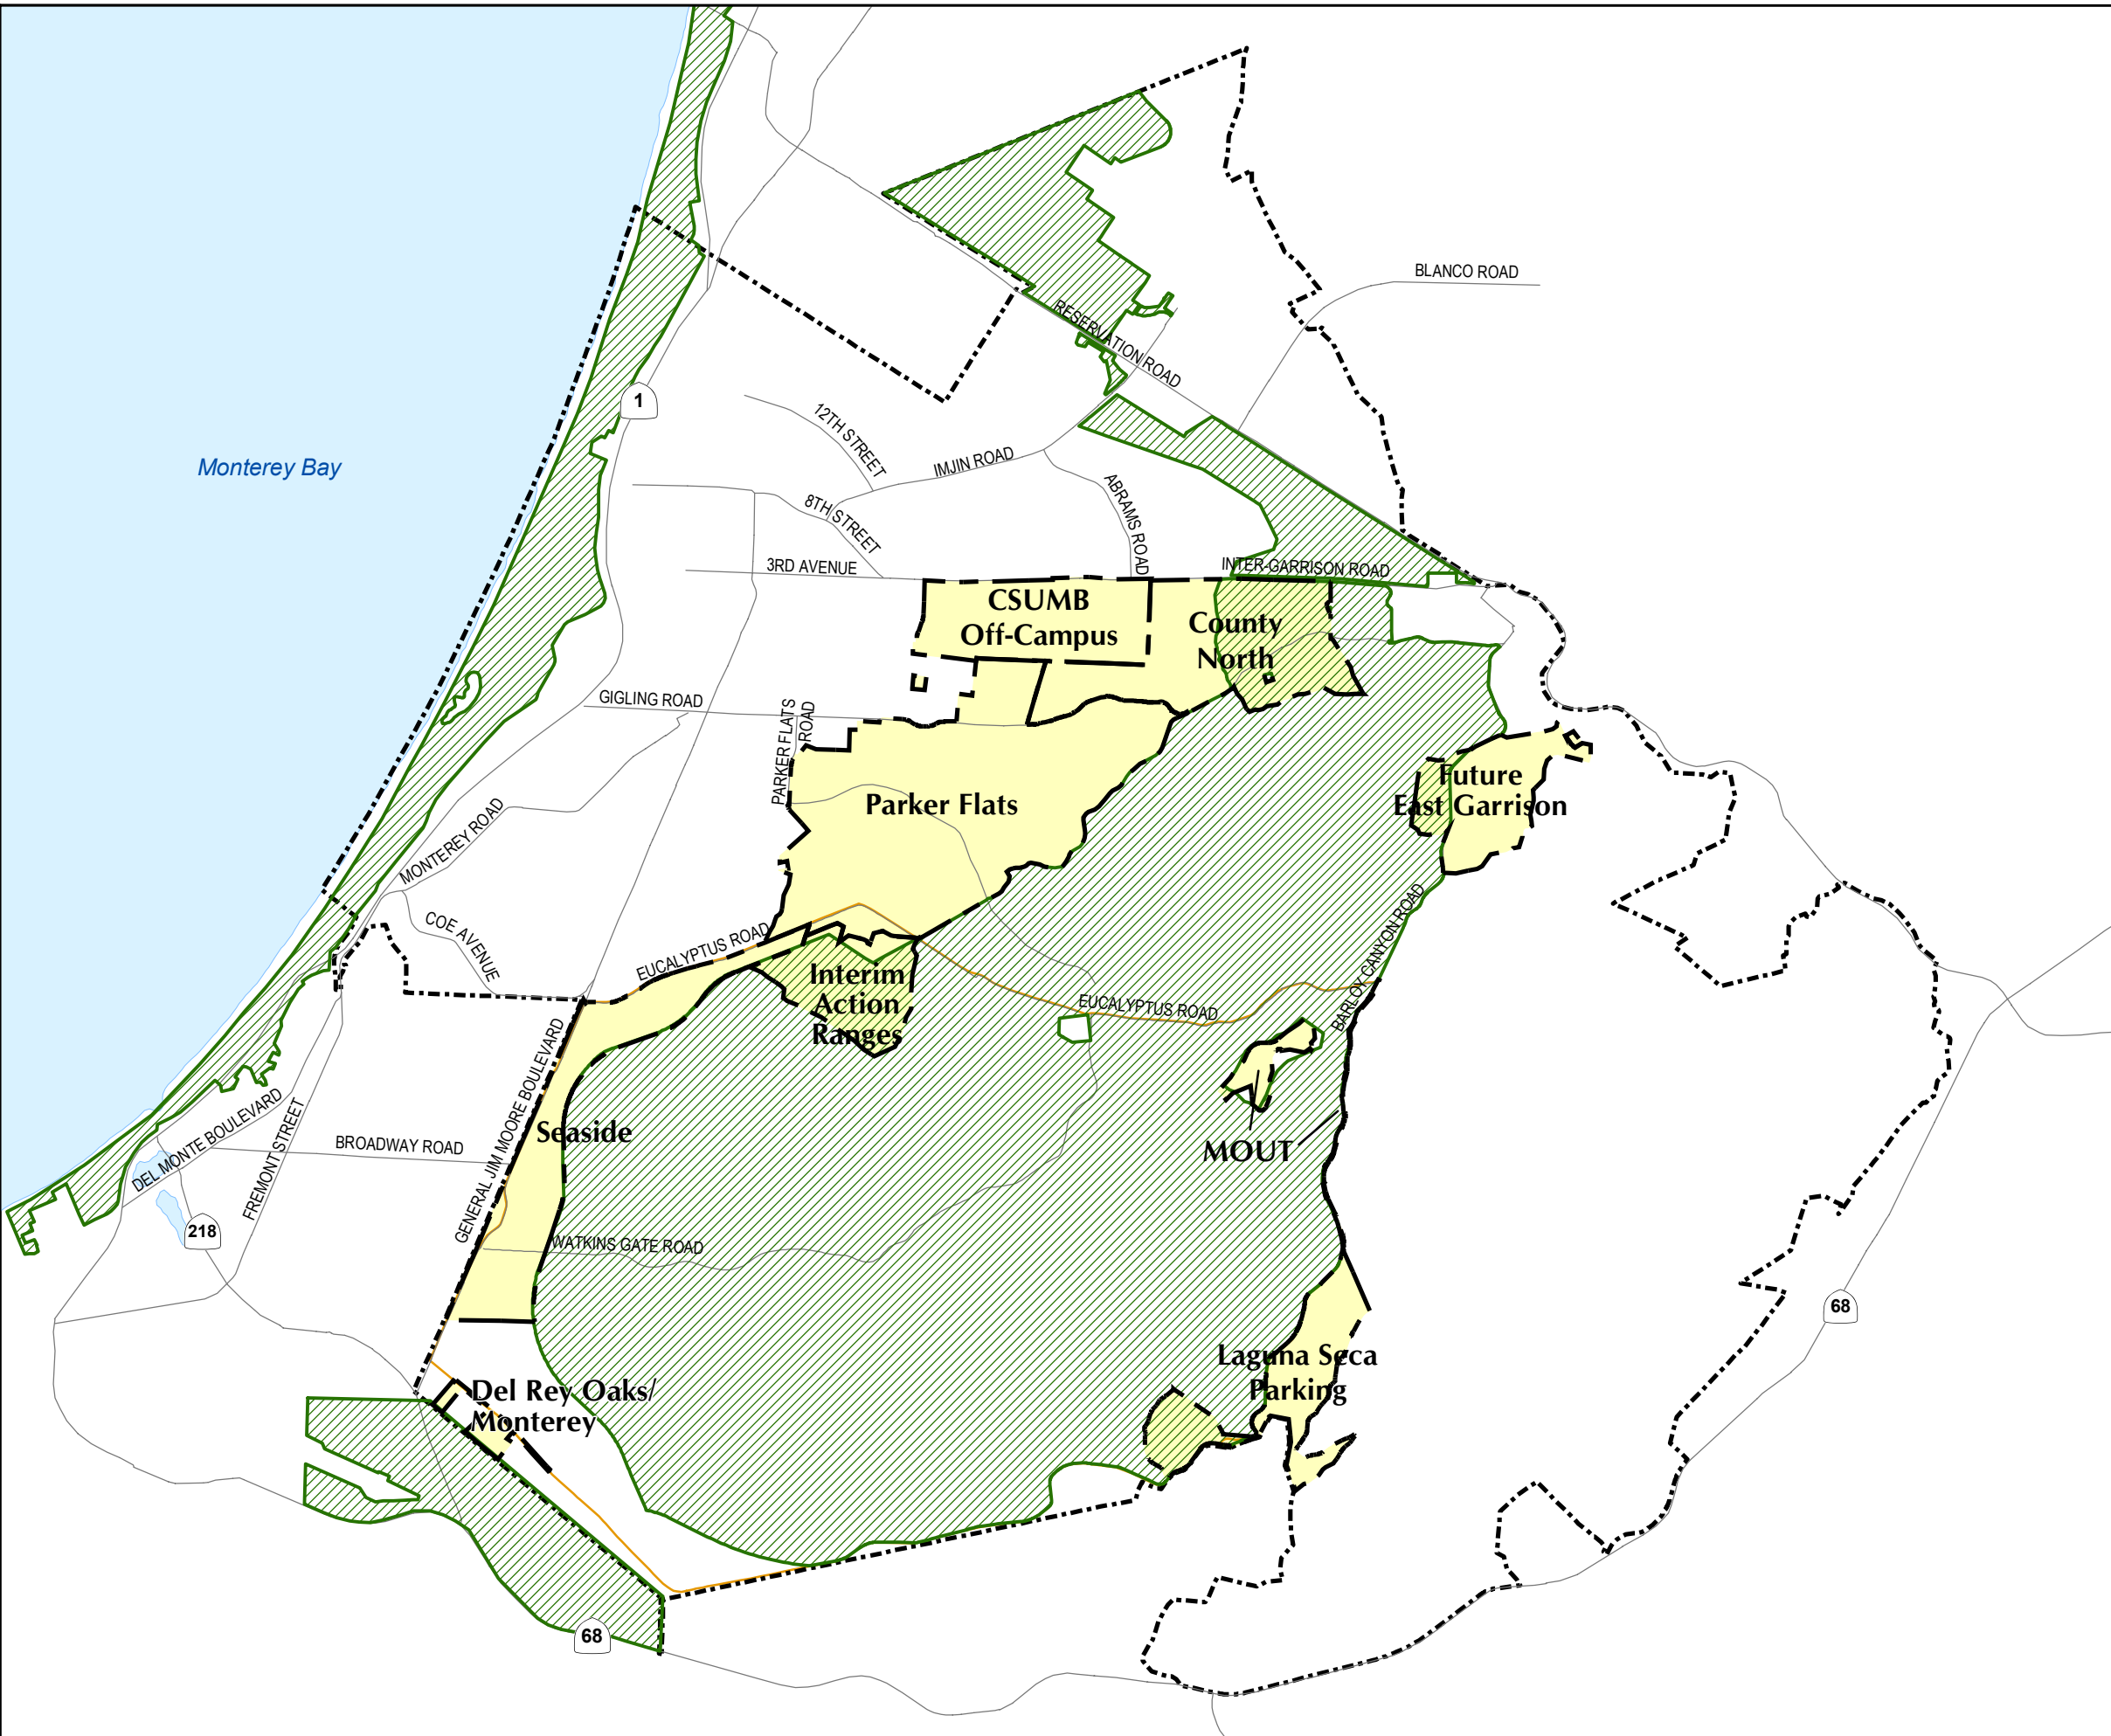 BLANCO ROAD
RESERVATION ROAD
1
12TH STREET
Monterey Bay
IMJIN ROAD
ABRAMS ROAD
8TH STREET
3RD AVENUE
INTER-GARRISON ROAD
CSUMB
Off-Campus
County
North
GIGLING ROAD
PARKER FLATS
ROAD
Future
East Garrison
Parker Flats
MONTEREY ROAD
COE AVENUE
EUCALYPTUS ROAD
BARLOY CANYON ROAD
Interim
Action
Ranges
EUCALYPTUS ROAD
GENERAL JIM MOORE BOULEVARD
Seaside
MOUT
DEL MONTE BOULEVARD
FREMONT STREET
BROADWAY ROAD
218
WATKINS GATE ROAD
68
Laguna Seca
Parking
Del Rey Oaks/
Monterey
68